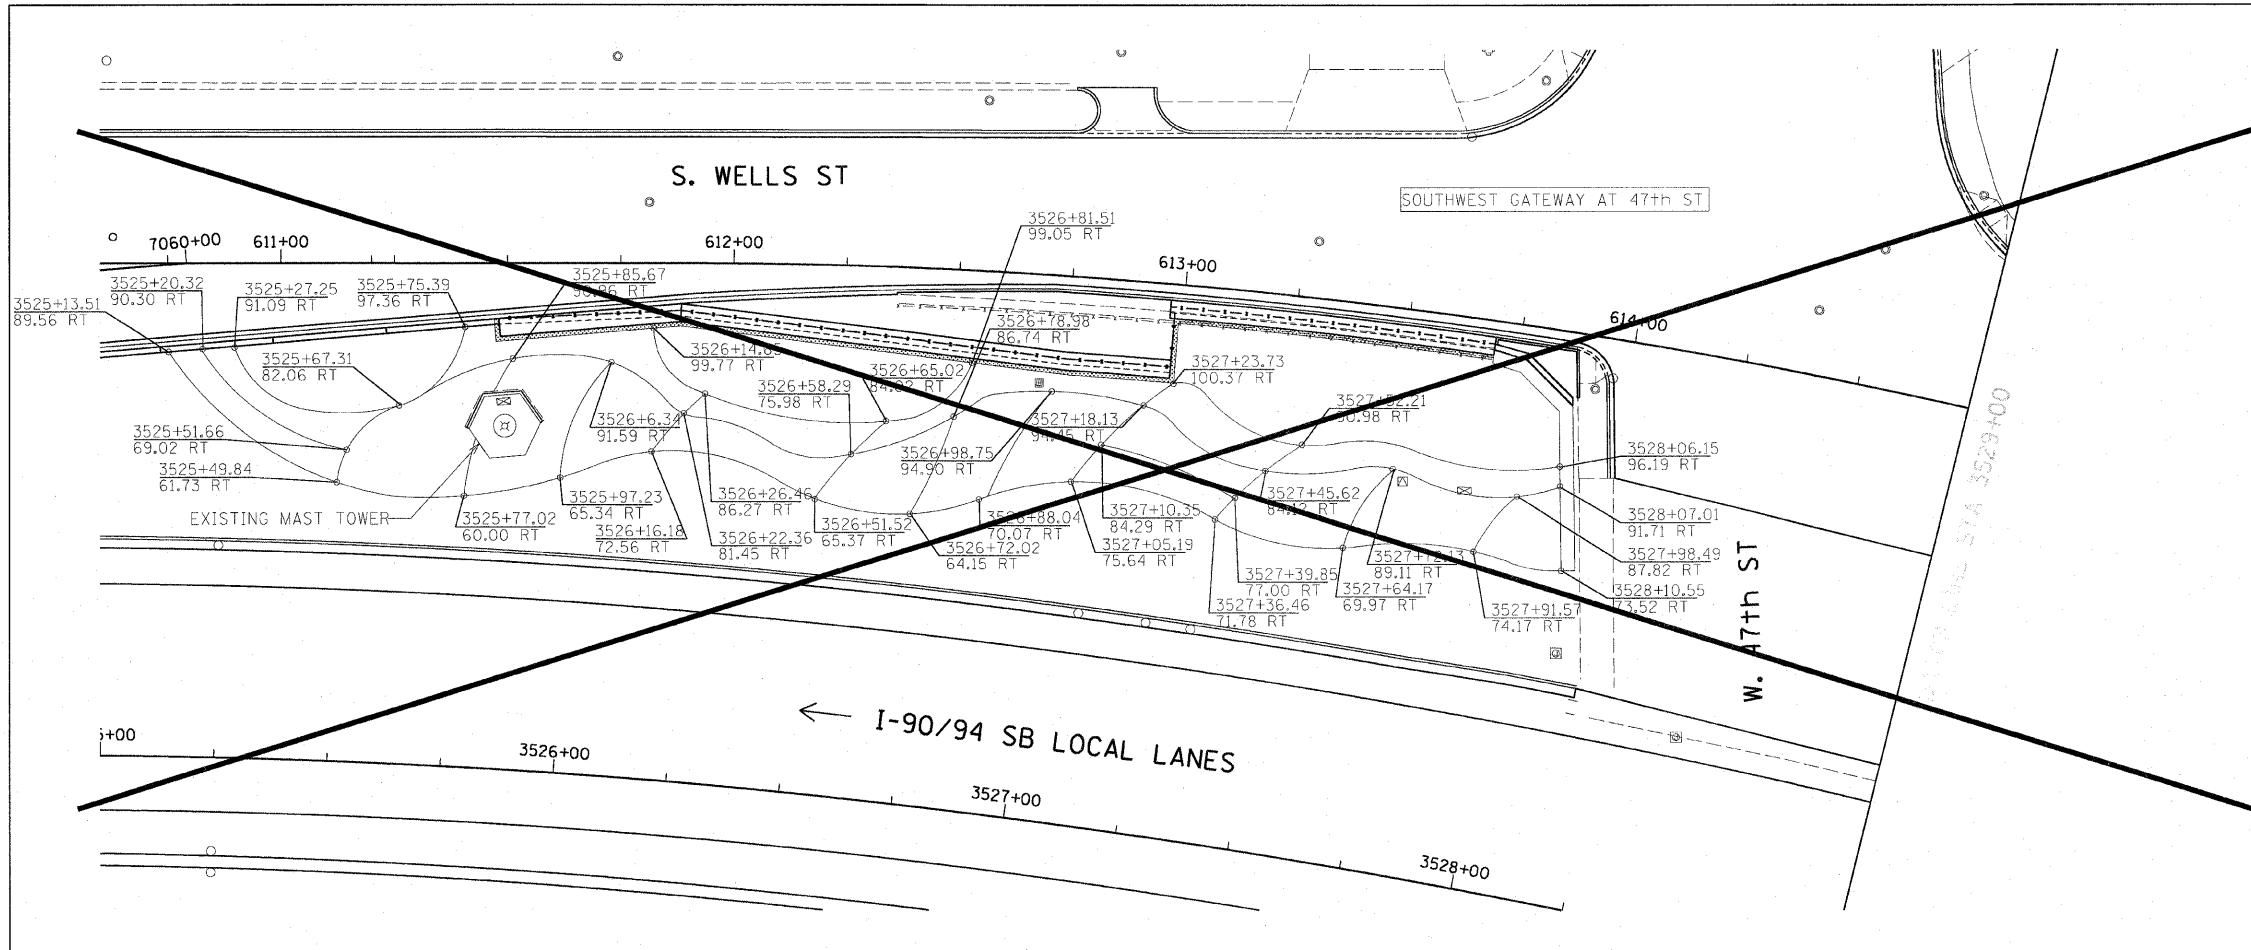 S. WELLS ST
SOUTHWEST GATEWAY AT 47th ST
3526+81.51
99.05 RT
7060+00
611+00
612+00
613+00
614+00
3525+13.51
89.56 RT
3525+20.32
90.30 RT
3525+27.25
91.09 RT
3525+75.39
97.36 RT
3525+85.67
RT
3526+78.98
86.74 RT
3525+67.31
82.06 RT
99.77 RT
3526+65.02
RT
3527+23.73
100.37 RT
3526+58.29
75.98 RT
3526+6.34
91.59 RT
3527+18.13
RT
3525+51.66
69.02 RT
3525+49.84
61.73 RT
3526+98.75
94.90 RT
3528+06.15
96.19 RT
EXISTING MAST TOWER
3525+77.02
60.00 RT
3525+97.23
65.34 RT
3526+16.18
72.56 RT
3526+26.46
86.27 RT
3526+22.36
81.45 RT
3526+51.52
65.37 RT
3526+72.02
64.15 RT
3526+88.04
70.07 RT
3527+10.35
84.29 RT
3527+05.19
75.64 RT
3527+45.62
RT
3528+07.01
91.71 RT
3527+98.49
87.82 RT
3527+39.85
77.00 RT
3527+36.46
71.78 RT
89.11 RT
3527+64.17
69.97 RT
3527+91.57
74.17 RT
3528+10.55
73.52 RT
W. 47th ST
STA 3529+00
← I-90/94 SB LOCAL LANES
+00
3526+00
3527+00
3528+00